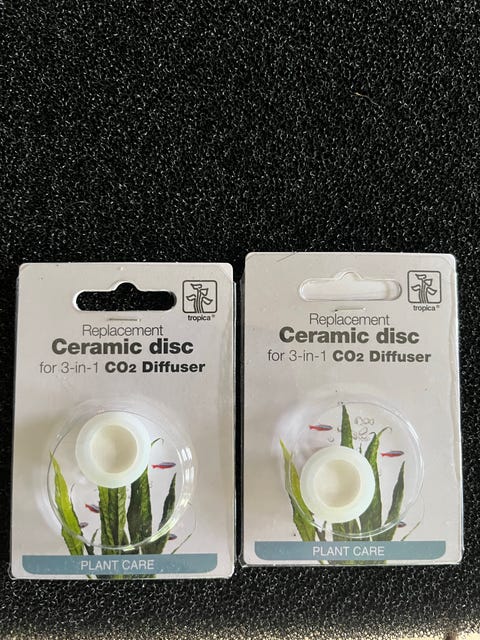 tropica®
Replacement
Ceramic disc
for 3-in-1 CO2 Diffuser
PLANT CARE
tropica®
Replacement
Ceramic disc
for 3-in-1 CO2 Diffuser
PLANT CARE